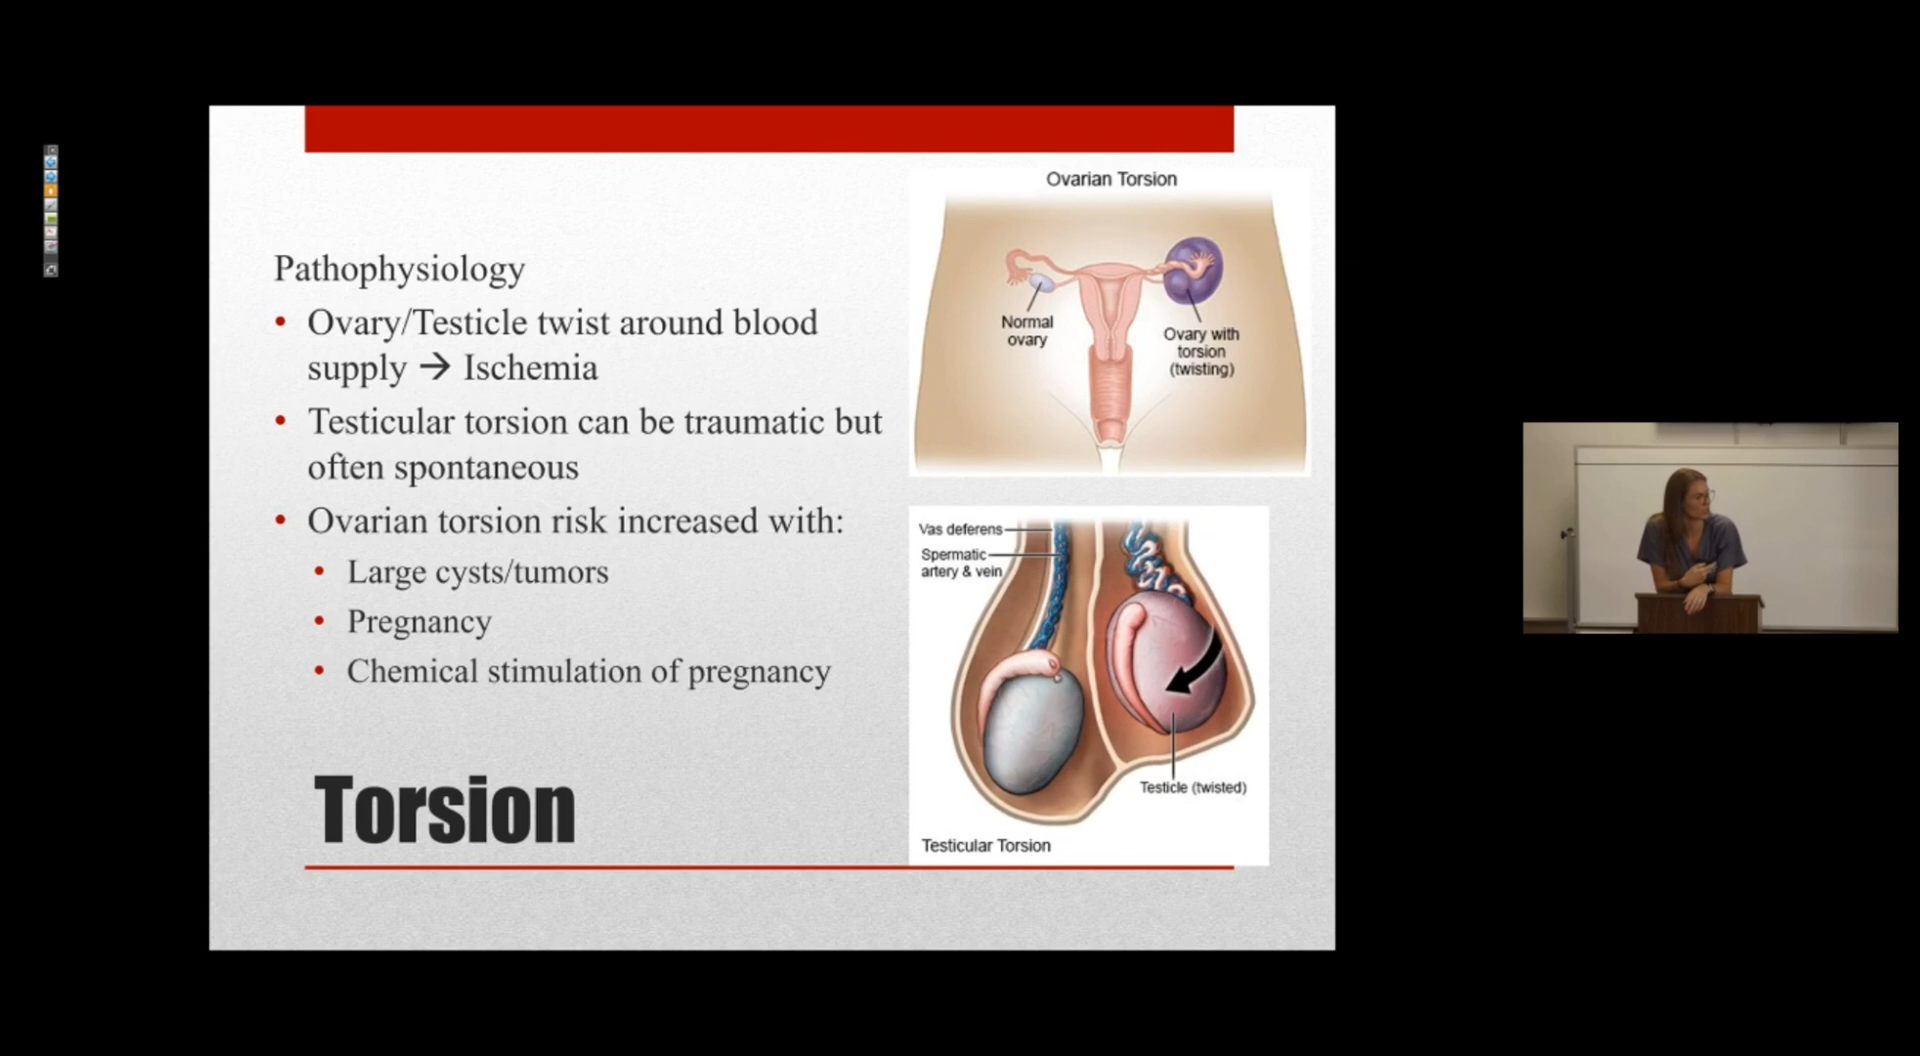 Pathophysiology
• Ovary/Testicle twist around blood
supply → Ischemia
• Testicular torsion can be traumatic but
often spontaneous
• Ovarian torsion risk increased with:
• Large cysts/tumors
• Pregnancy
• Chemical stimulation of pregnancy
Torsion
Ovarian Torsion
Normal
ovary
Ovary with
torsion
(twisting)
Vas deferens
Spermatic
artery & vein
Testicle (twisted)
Testicular Torsion